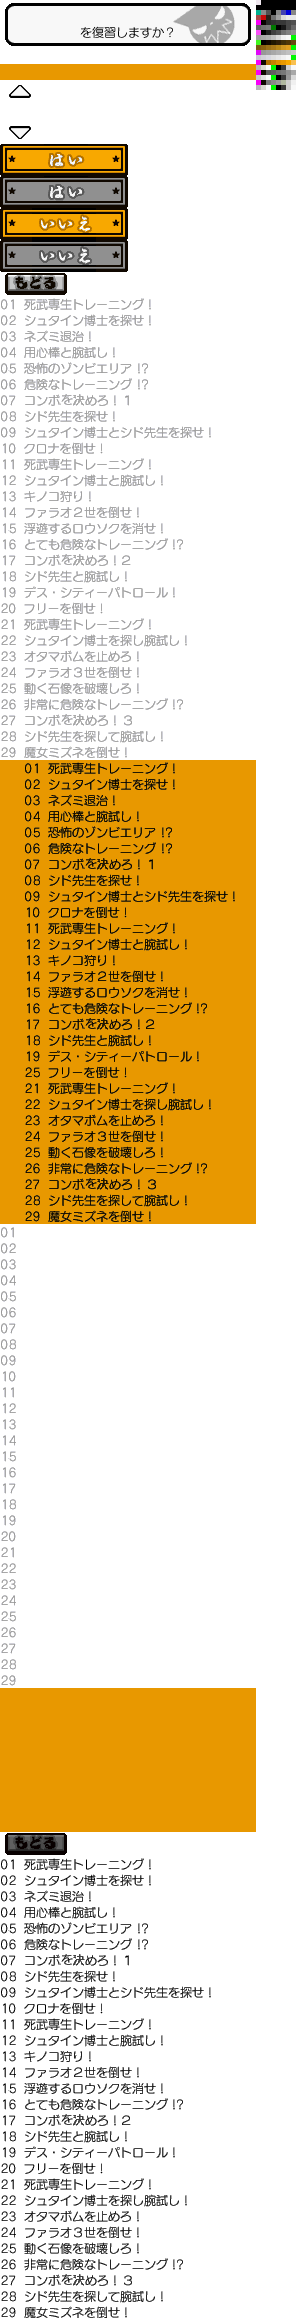 を復習しますか？
はい
はい
いいえ
いいえ
もどる
01 死武専生トレーニング！
02 シュタイン博士を探せ！
03 ネズミ退治！
04 用心棒と腕試し！
05 恐怖のゾンビエリア!?
06 危険なトレーニング!?
07 コンボを決めろ！1
08 シド先生を探せ！
09 シュタイン博士とシド先生を探せ！
10 クロナを倒せ！
11 死武専生トレーニング！
12 シュタイン博士と腕試し！
13 キノコ狩り！
14 ファラオ2世を倒せ！
15 浮遊するロウソクを消せ！
16 とても危険なトレーニング!?
17 コンボを決めろ！2
18 シド先生と腕試し！
19 デス・シティーパトロール！
20 フリーを倒せ！
21 死武専生トレーニング！
22 シュタイン博士を探し腕試し！
23 オタマボムを止めろ！
24 ファラオ3世を倒せ！
25 動く石像を破壊しろ！
26 非常に危険なトレーニング!?
27 コンボを決めろ！3
28 シド先生を探して腕試し！
29 魔女ミズネを倒せ！
01 死武専生トレーニング！
02 シュタイン博士を探せ！
03 ネズミ退治！
04 用心棒と腕試し！
05 恐怖のゾンビエリア!?
06 危険なトレーニング!?
07 コンボを決めろ！1
08 シド先生を探せ！
09 シュタイン博士とシド先生を探せ！
10 クロナを倒せ！
11 死武専生トレーニング！
12 シュタイン博士と腕試し！
13 キノコ狩り！
14 ファラオ2世を倒せ！
15 浮遊するロウソクを消せ！
16 とても危険なトレーニング!?
17 コンボを決めろ！2
18 シド先生と腕試し！
19 デス・シティーパトロール！
25 フリーを倒せ！
21 死武専生トレーニング！
22 シュタイン博士を探し腕試し！
23 オタマボムを止めろ！
24 ファラオ3世を倒せ！
25 動く石像を破壊しろ！
26 非常に危険なトレーニング!?
27 コンボを決めろ！3
28 シド先生を探して腕試し！
29 魔女ミズネを倒せ！
01
02
03
04
05
06
07
08
09
10
11
12
13
14
15
16
17
18
19
20
21
22
23
24
25
26
27
28
29
もどる
01 死武専生トレーニング！
02 シュタイン博士を探せ！
03 ネズミ退治！
04 用心棒と腕試し！
05 恐怖のゾンビエリア!?
06 危険なトレーニング!?
07 コンボを決めろ！1
08 シド先生を探せ！
09 シュタイン博士とシド先生を探せ！
10 クロナを倒せ！
11 死武専生トレーニング！
12 シュタイン博士と腕試し！
13 キノコ狩り！
14 ファラオ2世を倒せ！
15 浮遊するロウソクを消せ！
16 とても危険なトレーニング!?
17 コンボを決めろ！2
18 シド先生と腕試し！
19 デス・シティーパトロール！
20 フリーを倒せ！
21 死武専生トレーニング！
22 シュタイン博士を探し腕試し！
23 オタマボムを止めろ！
24 ファラオ3世を倒せ！
25 動く石像を破壊しろ！
26 非常に危険なトレーニング!?
27 コンボを決めろ！3
28 シド先生を探して腕試し！
29 魔女ミズネを倒せ！